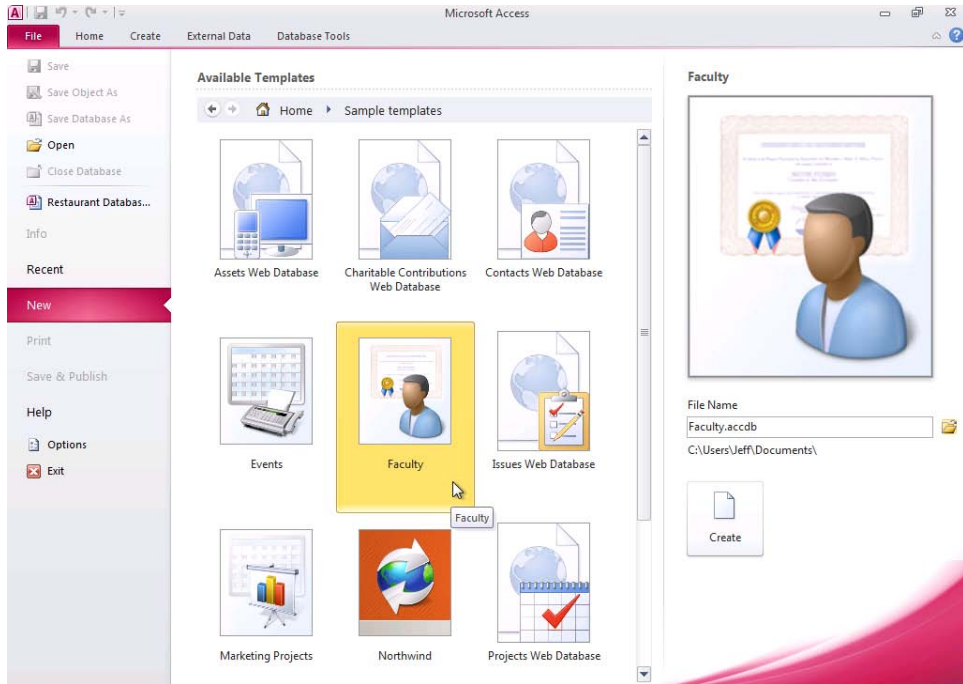 A
Microsoft Access
File Home Create External Data Database Tools
Save
Save Object As
Save Database As
Open
Close Database
Restaurant Databas...
Info
Recent
New
Print
Save & Publish
Help
Options
Exit
Available Templates
Home Sample templates
Assets Web Database
Charitable Contributions
Web Database
Contacts Web Database
Events
Faculty
Issues Web Database
Faculty
Marketing Projects
Northwind
Projects Web Database
Faculty
File Name
Faculty.accdb
C:\Users\Jeff\Documents\
Create